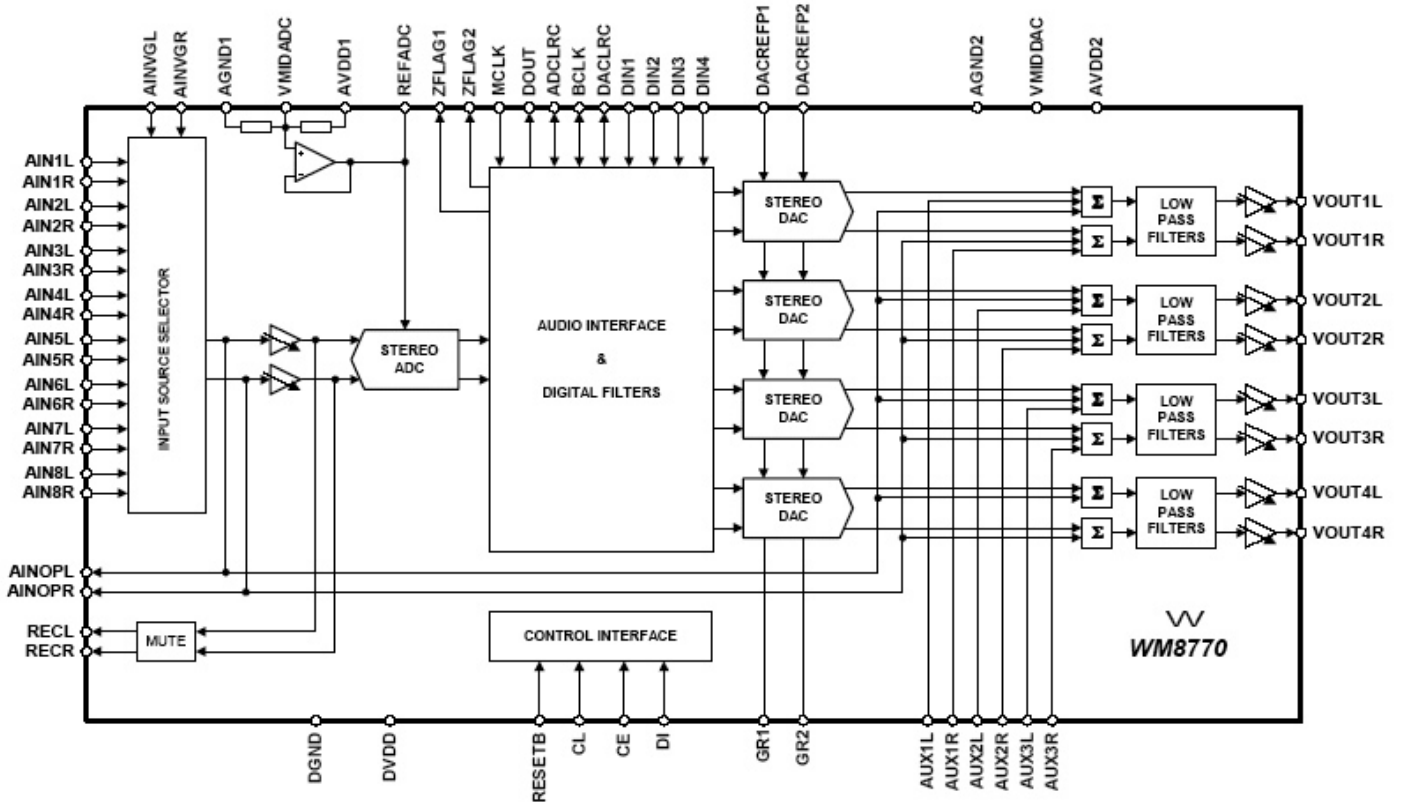 AINVGL
AINVGR
AGND1
VMIDADC
AVDD1
REFADC
ZFLAG1
ZFLAG2
MCLK
DOUT
ADCLRC
BCLK
DACLRC
DIN1
DIN2
DIN3
DIN4
DACREFP1
DACREFP2
AGND2
VMIDDAC
AVDD2
AIN1L
AIN1R
AIN2L
AIN2R
AIN3L
AIN3R
AIN4L
AIN4R
AIN5L
AIN5R
AIN6L
AIN6R
AIN7L
AIN7R
AIN8L
AIN8R
AINOPL
AINOPR
RECL
RECR
INPUT SOURCE SELECTOR
+
−
STEREO
ADC
MUTE
AUDIO INTERFACE
&
DIGITAL FILTERS
CONTROL INTERFACE
STEREO
DAC
STEREO
DAC
STEREO
DAC
STEREO
DAC
Σ
Σ
Σ
Σ
Σ
Σ
Σ
Σ
LOW
PASS
FILTERS
LOW
PASS
FILTERS
LOW
PASS
FILTERS
LOW
PASS
FILTERS
VOUT1L
VOUT1R
VOUT2L
VOUT2R
VOUT3L
VOUT3R
VOUT4L
VOUT4R
WM8770
DGND
DVDD
RESETB
CL
CE
DI
GR1
GR2
AUX1L
AUX1R
AUX2L
AUX2R
AUX3L
AUX3R